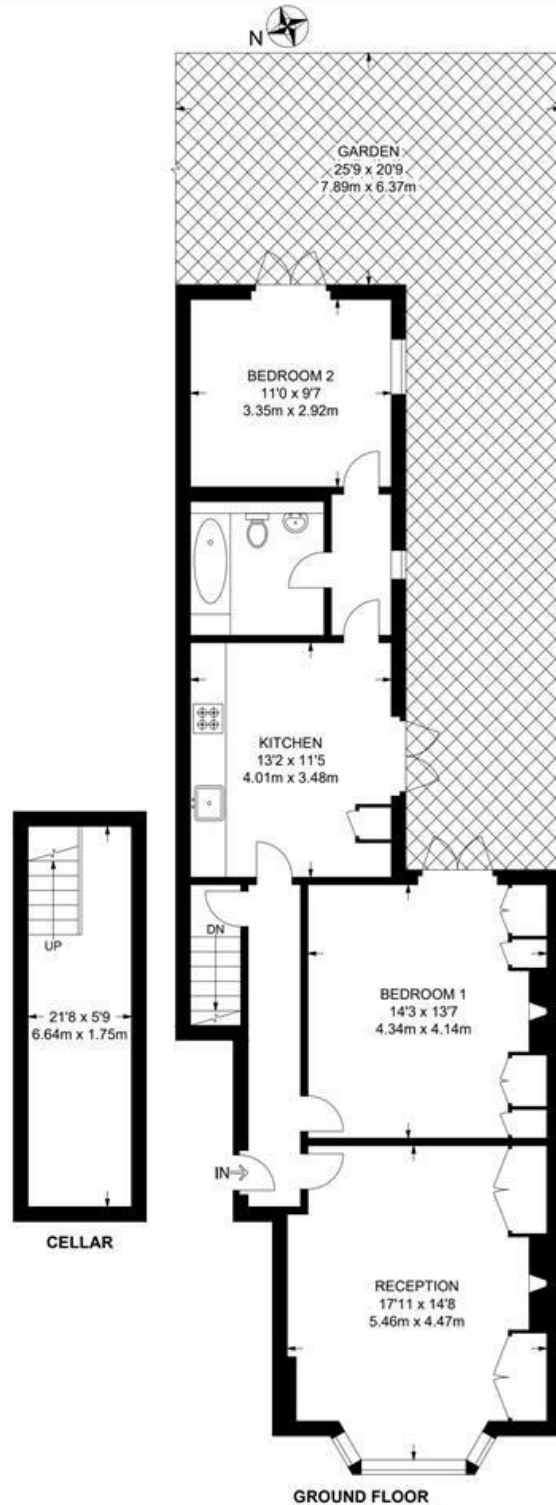 N
GARDEN
25'9 x 20'9
7.89m x 6.37m
BEDROOM 2
11'0 x 9'7
3.35m x 2.92m
KITCHEN
13'2 x 11'5
4.01m x 3.48m
DN
UP
21'8 x 5'9
6.64m x 1.75m
CELLAR
BEDROOM 1
14'3 x 13'7
4.34m x 4.14m
IN
RECEPTION
17'11 x 14'8
5.46m x 4.47m
GROUND FLOOR